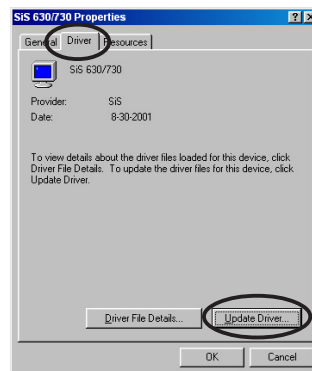 SiS 630/730 Properties
General Driver Resources
SiS 630/730
Provider: SiS
Date: 8-30-2001
To view details about the driver files loaded for this device, click
Driver File Details. To update the driver files for this device, click
Update Driver.
Driver File Details... Update Driver...
OK Cancel